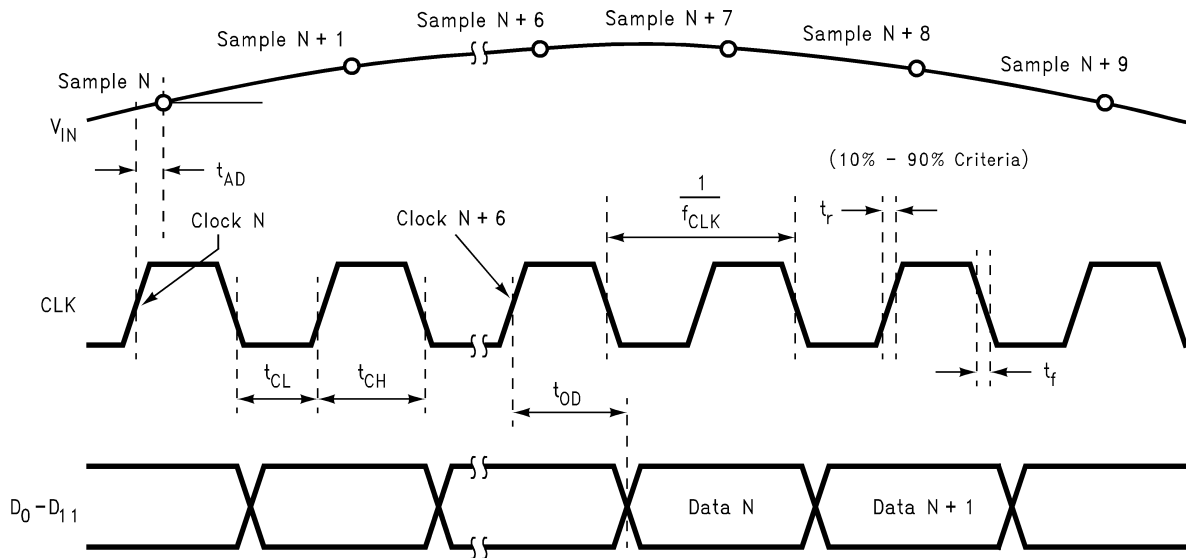 Sample N
Sample N + 1
Sample N + 6
Sample N + 7
Sample N + 8
Sample N + 9
V_IN
t_AD
(10% - 90% Criteria)
Clock N
Clock N + 6
1
f_CLK
t_r
CLK
t_CL
t_CH
t_OD
t_f
D_0 - D_11
Data N
Data N + 1